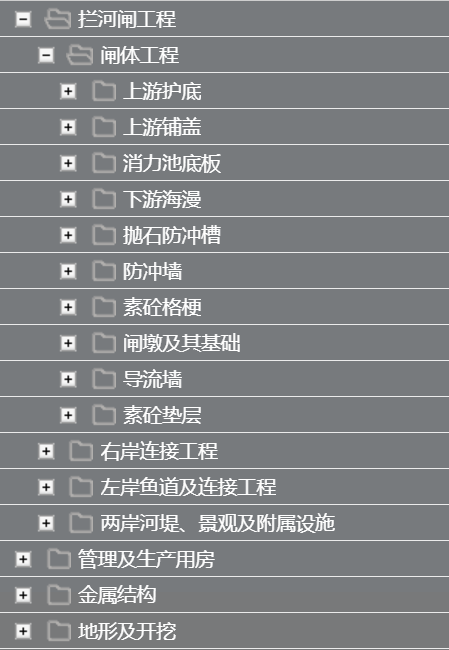 拦河闸工程
闸体工程
上游护底
上游铺盖
消力池底板
下游海漫
抛石防冲槽
防冲墙
素砼格梗
闸墩及其基础
导流墙
素砼垫层
右岸连接工程
左岸鱼道及连接工程
两岸河堤、景观及附属设施
管理及生产用房
金属结构
地形及开挖